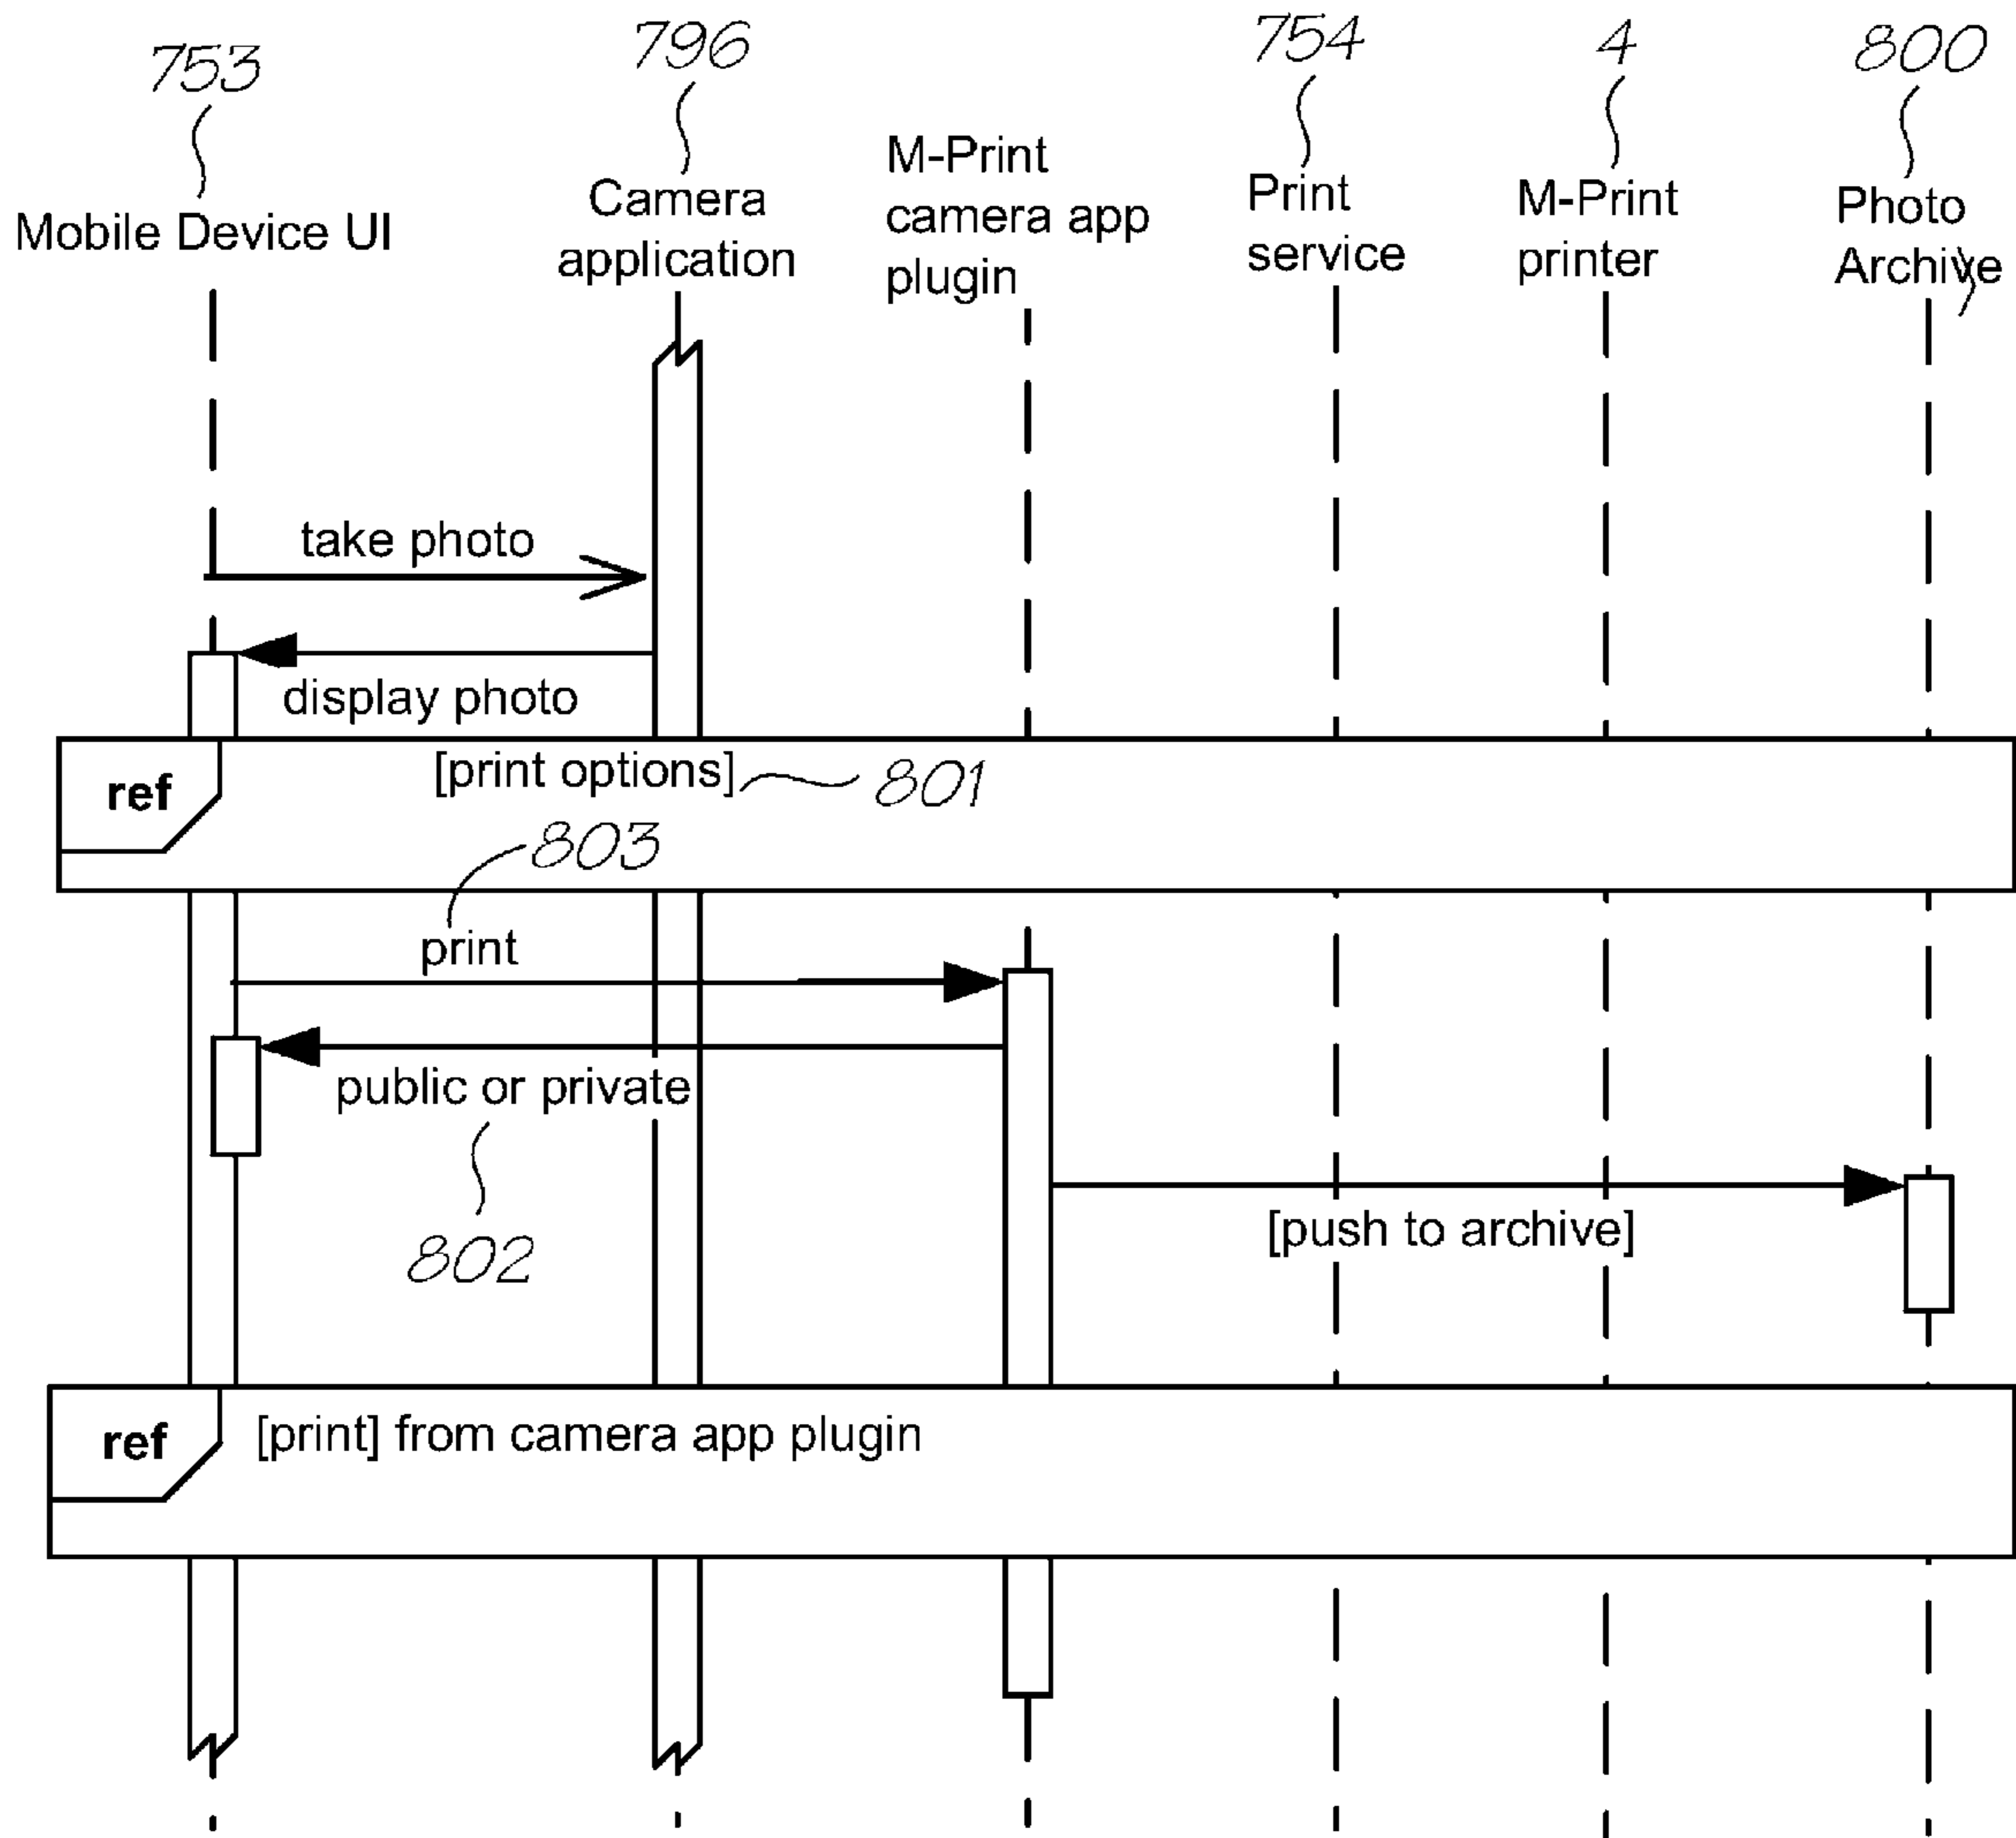 753
796
754
4
800
Mobile Device UI
Camera
application
M-Print
camera app
plugin
Print
service
M-Print
printer
Photo
Archive
take photo
display photo
ref
[print options]
801
803
print
public or private
802
[push to archive]
ref
[print] from camera app plugin